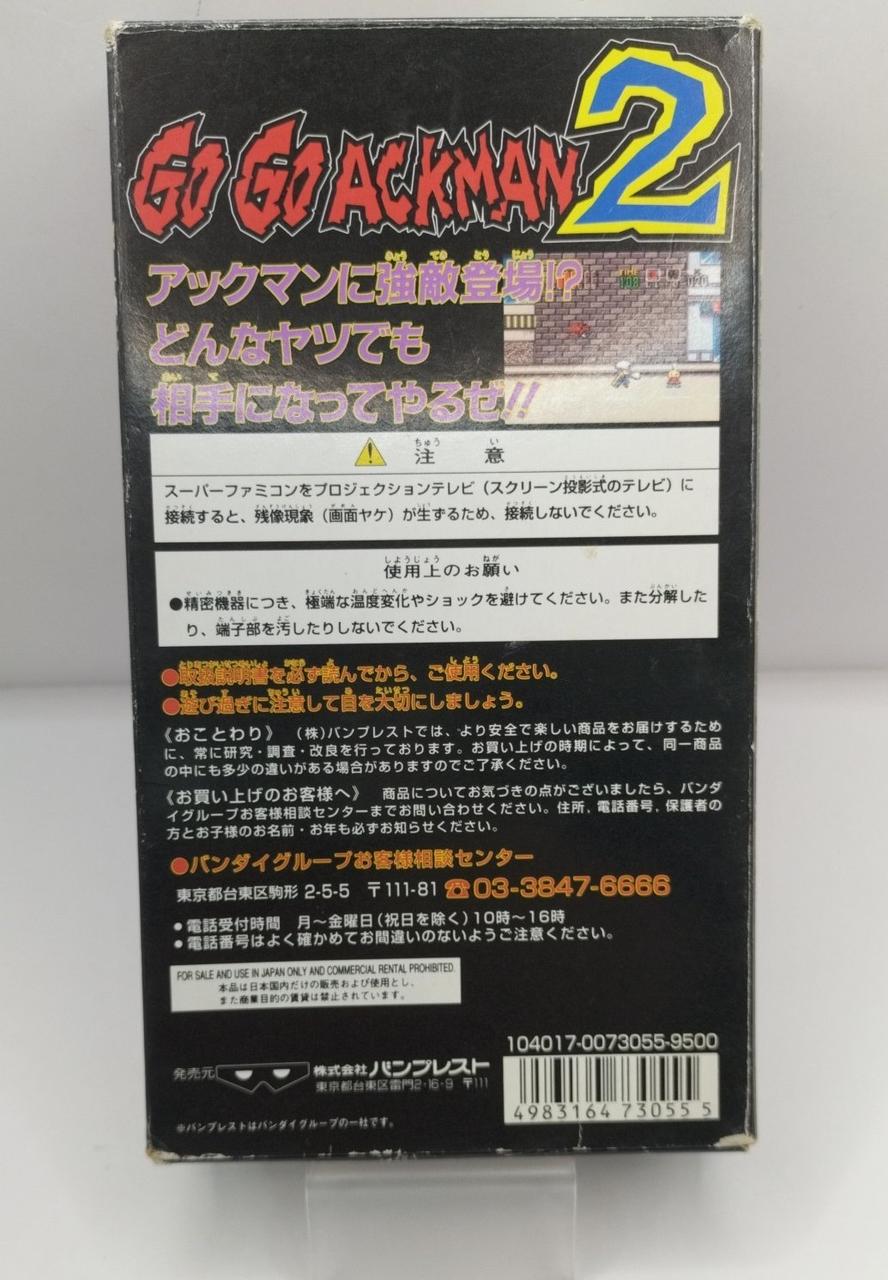 GO GO ACKMAN 2
アックマンに強敵登場!?
どんなヤツでも
相手になってやるぜ!!
TIME
108
020
注意
スーパーファミコンをプロジェクションテレビ（スクリーン投影式のテレビ）に
接続すると、残像現象（画面ヤケ）が生ずるため、接続しないでください。
使用上のお願い
●精密機器につき、極端な温度変化やショックを避けてください。また分解した
り、端子部を汚したりしないでください。
●取扱説明書を必ず読んでから、ご使用ください。
●遊び過ぎに注意して目を大切にしましょう。
《おことわり》 (株)バンプレストでは、より安全で楽しい商品をお届けするため
に、常に研究・調査・改良を行っております。お買い上げの時期によって、同一商品
の中にも多少の違いがある場合がありますのでご了承ください。
《お買い上げのお客様へ》 商品についてお気づきの点がございましたら、バンダ
イグループお客様相談センターまでお問い合わせください。住所，電話番号，保護者の
方とお子様のお名前・お年も必ずお知らせください。
●バンダイグループお客様相談センター
東京都台東区駒形 2-5-5 〒111-81 ☎03-3847-6666
●電話受付時間 月〜金曜日(祝日を除く)10時〜16時
●電話番号はよく確かめてお間違いのないようご注意ください。
FOR SALE AND USE IN JAPAN ONLY AND COMMERCIAL RENTAL PROHIBITED.
本品は日本国内だけの販売および使用とし、
また商業目的の賃貸は禁止されています。
104017-0073055-9500
発売元 株式会社バンプレスト
東京都台東区雷門2-16-9 〒111
4983164 73055 5
※バンプレストはバンダイグループの一社です。